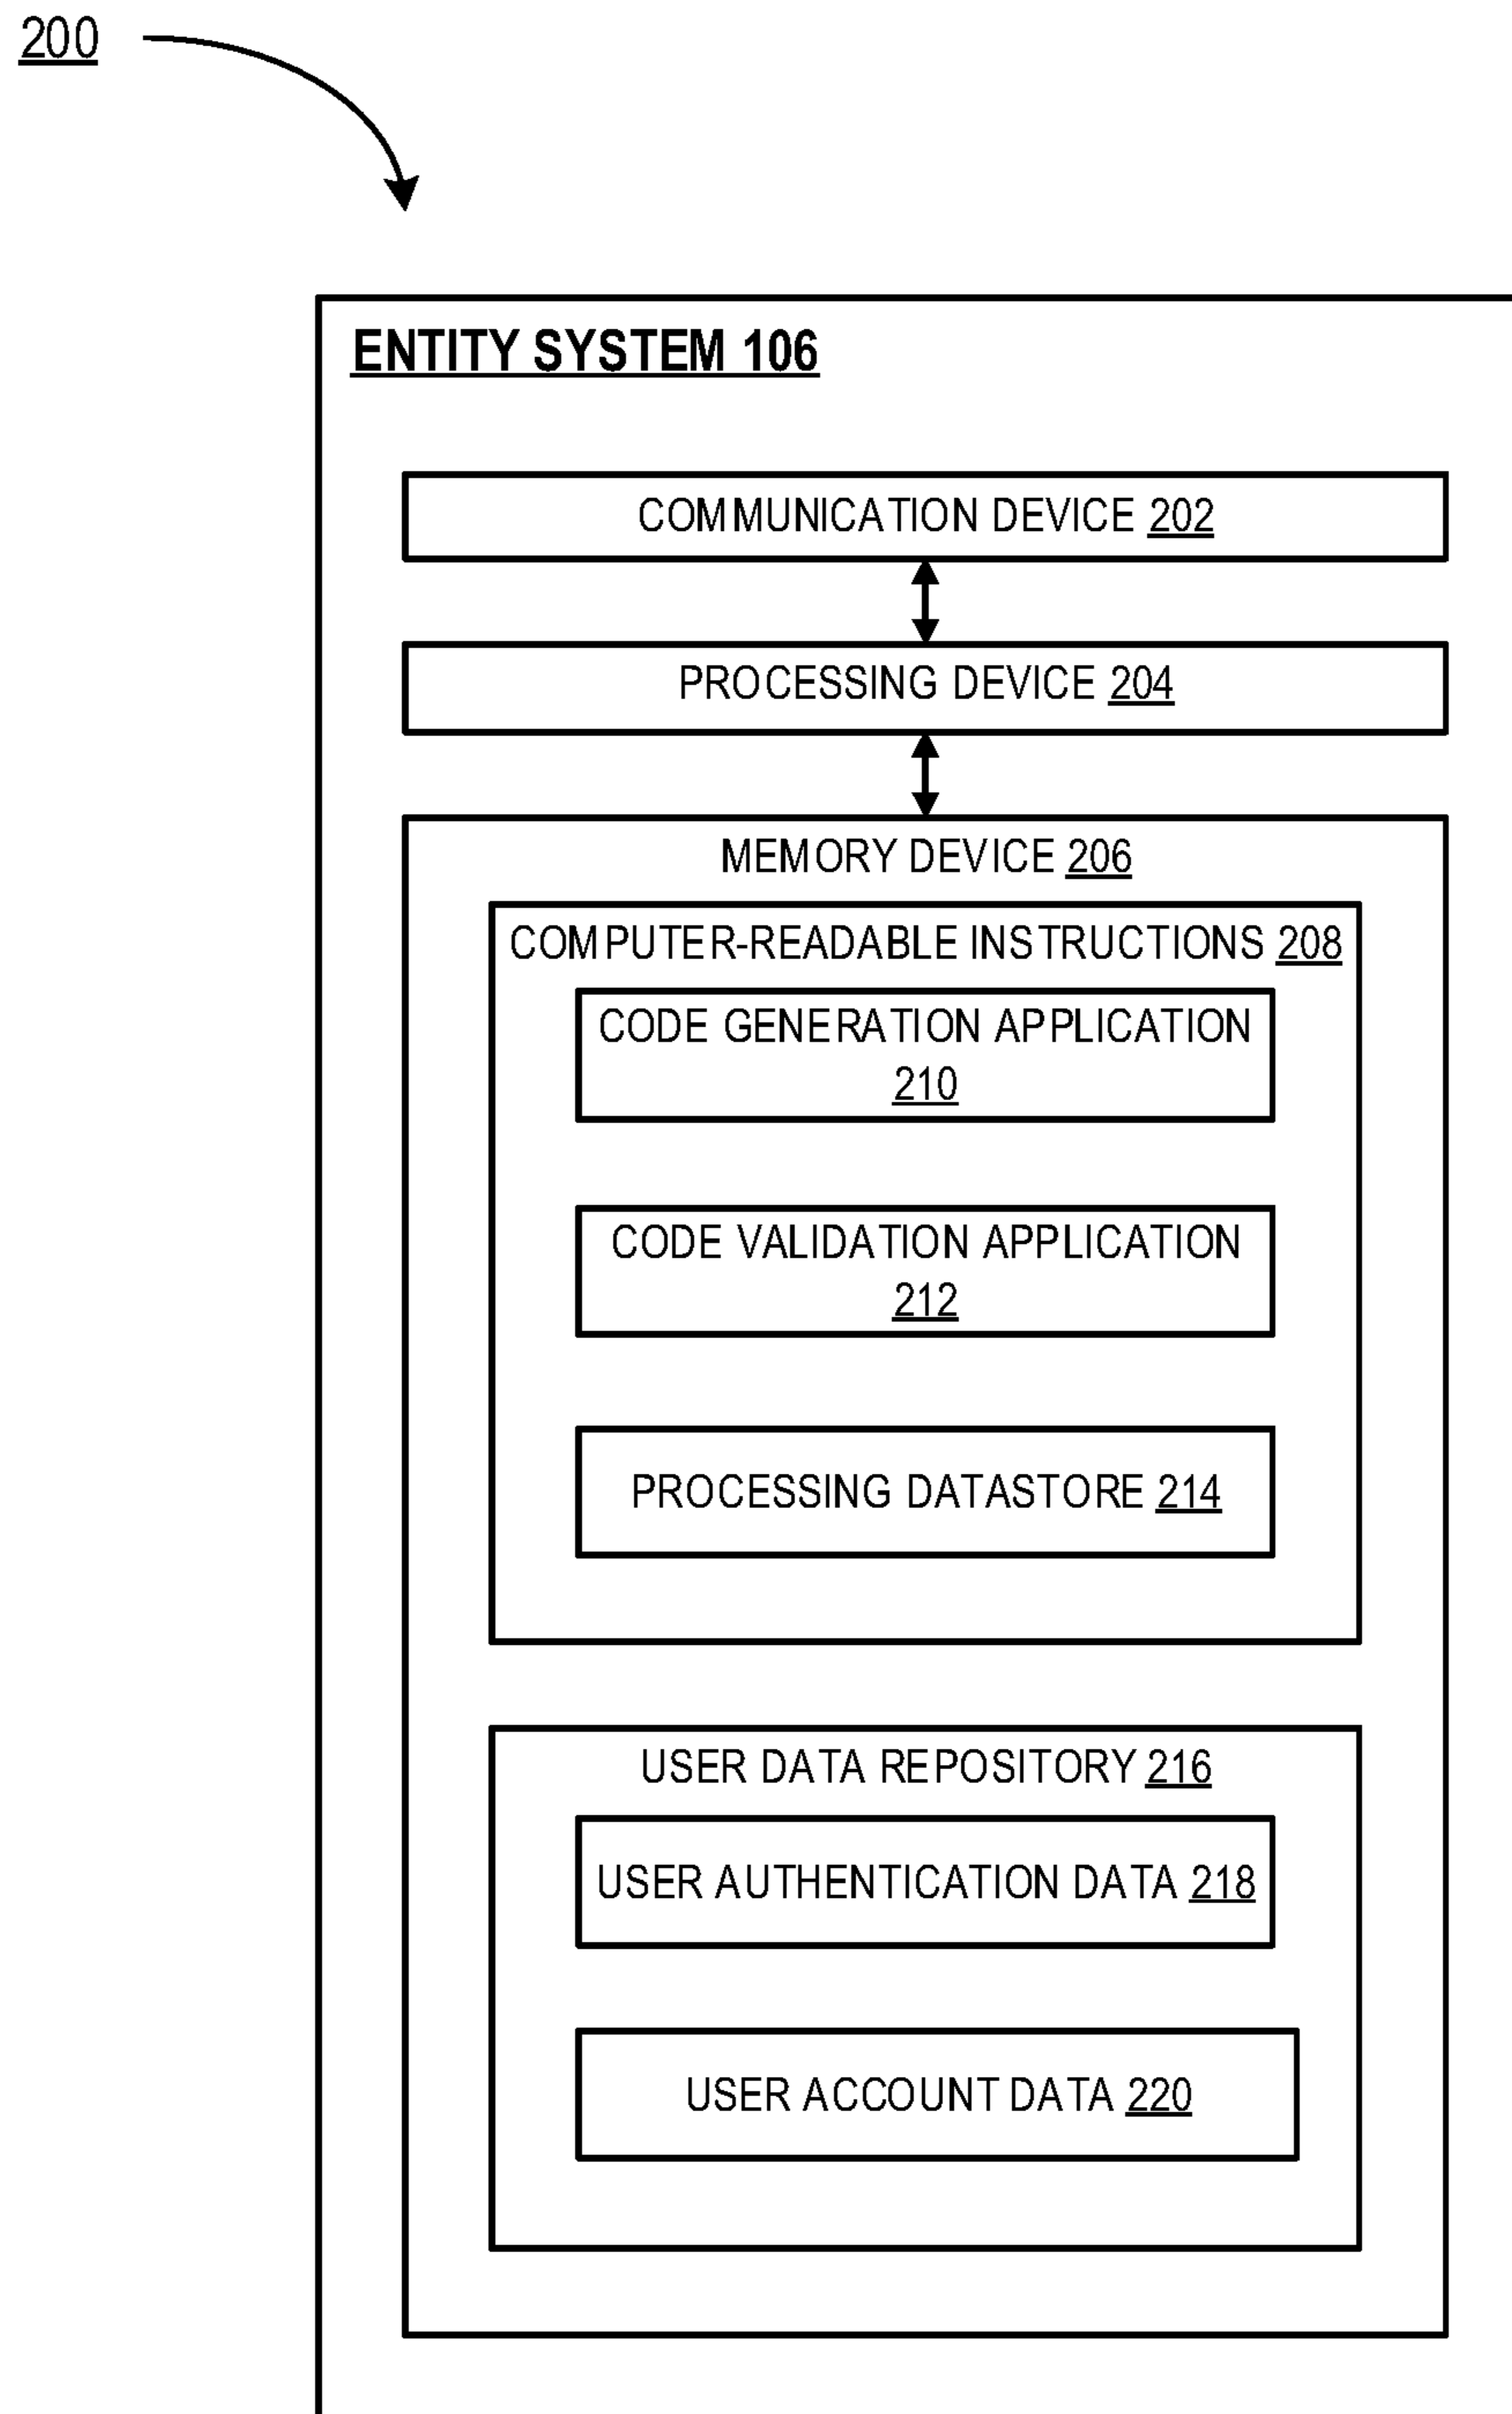 200
ENTITY SYSTEM 106
COMMUNICATION DEVICE 202
PROCESSING DEVICE 204
MEMORY DEVICE 206
COMPUTER-READABLE INSTRUCTIONS 208
CODE GENERATION APPLICATION
210
CODE VALIDATION APPLICATION
212
PROCESSING DATASTORE 214
USER DATA REPOSITORY 216
USER AUTHENTICATION DATA 218
USER ACCOUNT DATA 220